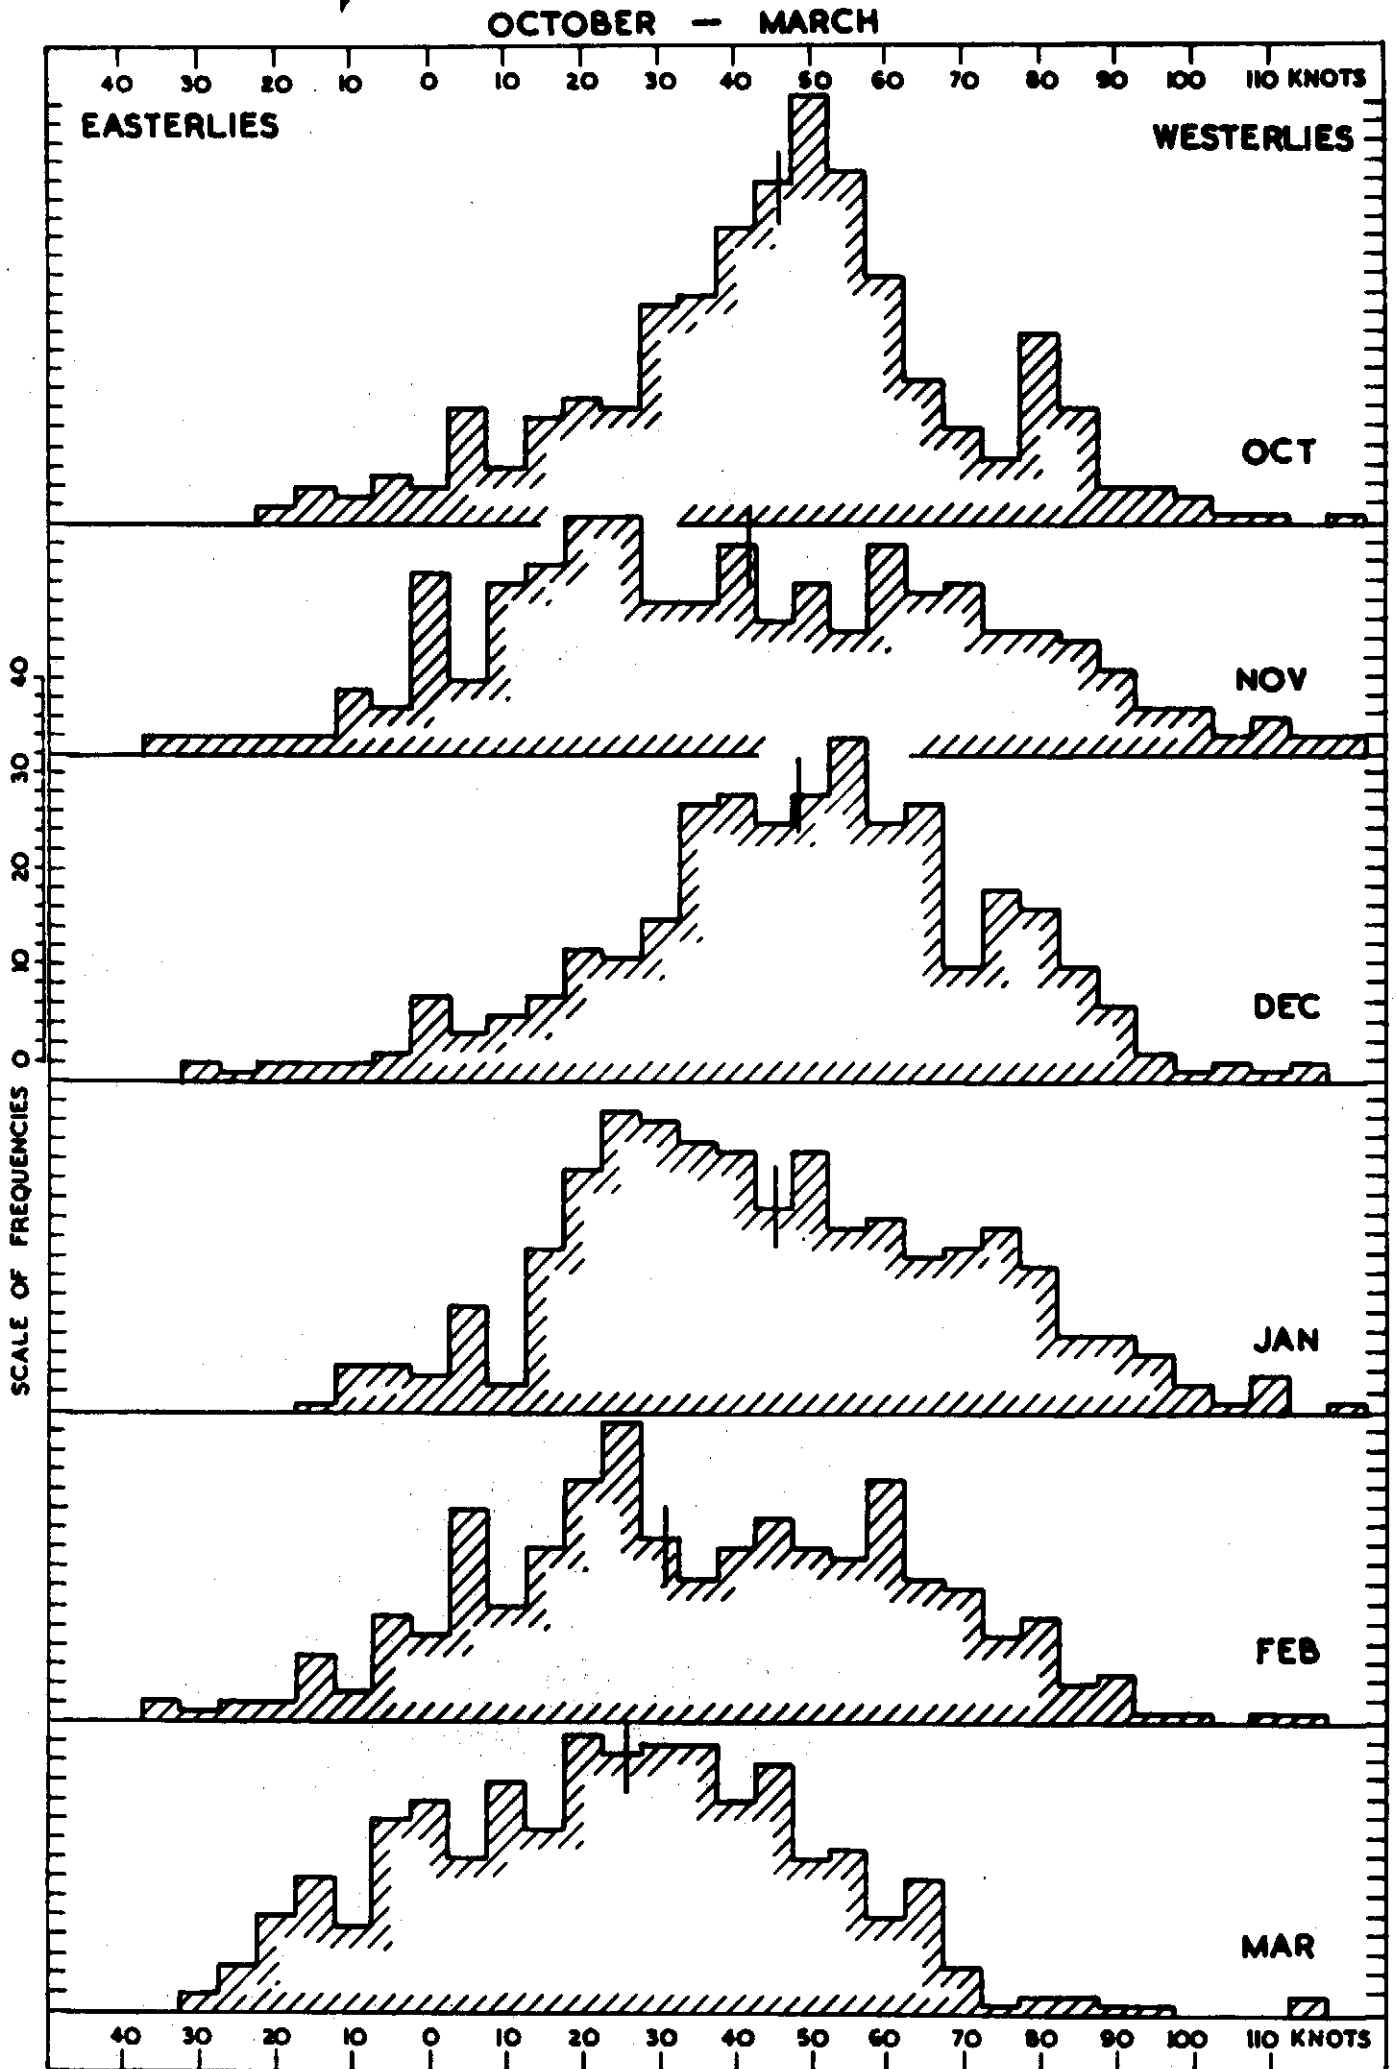 OCTOBER — MARCH
40 30 20 10 0 10 20 30 40 50 60 70 80 90 100 110 KNOTS
EASTERLIES
WESTERLIES
OCT
NOV
DEC
JAN
FEB
MAR
SCALE OF FREQUENCIES 0 10 20 30 40
40 30 20 10 0 10 20 30 40 50 60 70 80 90 100 110 KNOTS